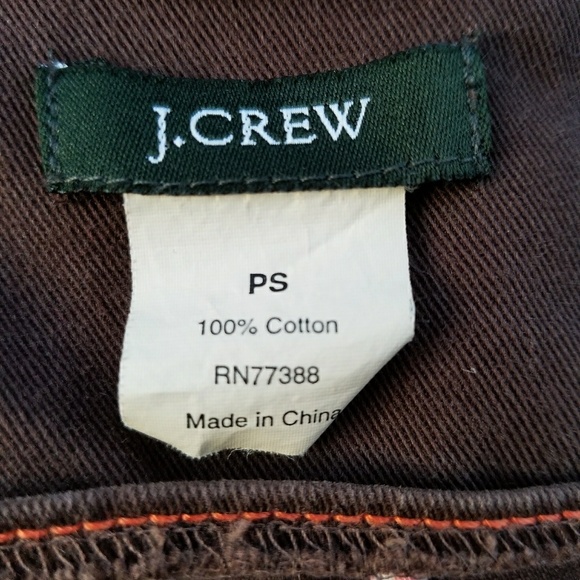 J.CREW
PS
100% Cotton
RN77388
Made in China